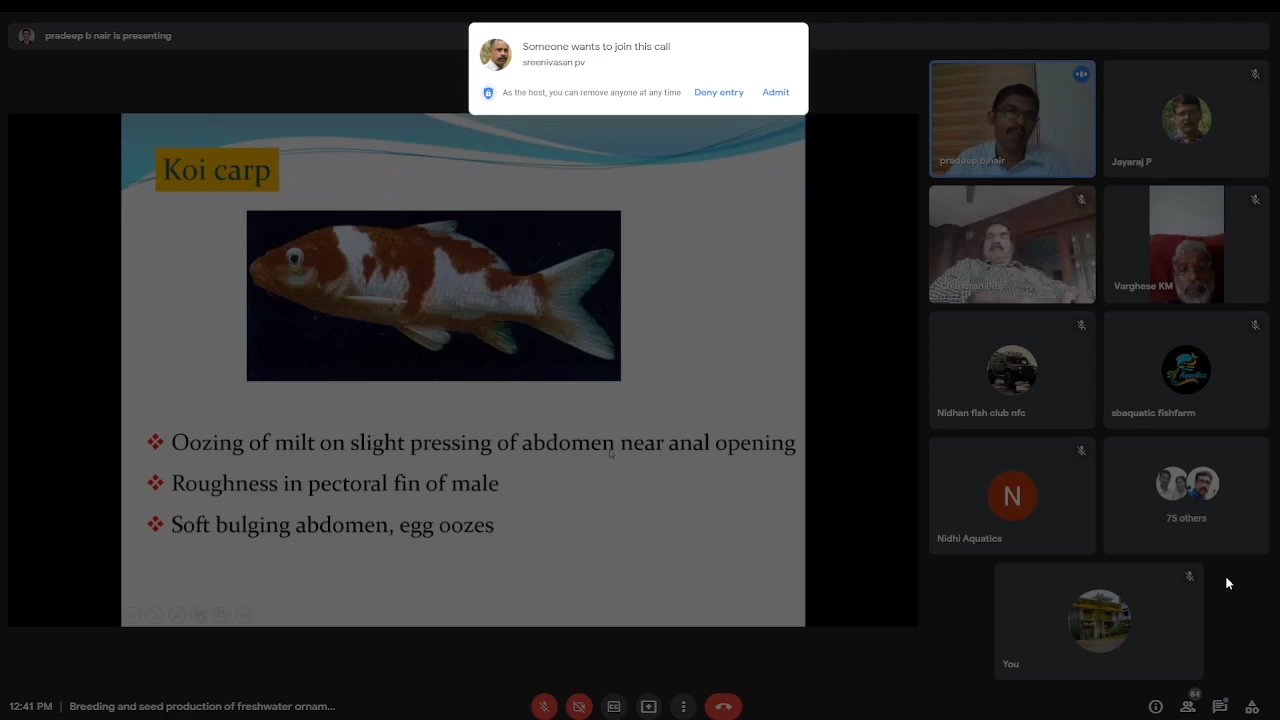 pradeep b nair is presenting
Someone wants to join this call
sreenivasan pv
As the host, you can remove anyone at any time
Deny entry
Admit
Koi carp
Oozing of milt on slight pressing of abdomen near anal opening
Roughness in pectoral fin of male
Soft bulging abdomen, egg oozes
pradeep b nair
Jayaraj P
Varghese KM
Nidhan fish club nfc
sbaquatic fishfarm
SB Aquatics
N
Nidhi Aquatics
75 others
You
12:41 PM | Breeding and seed production of freshwater ornam...
84